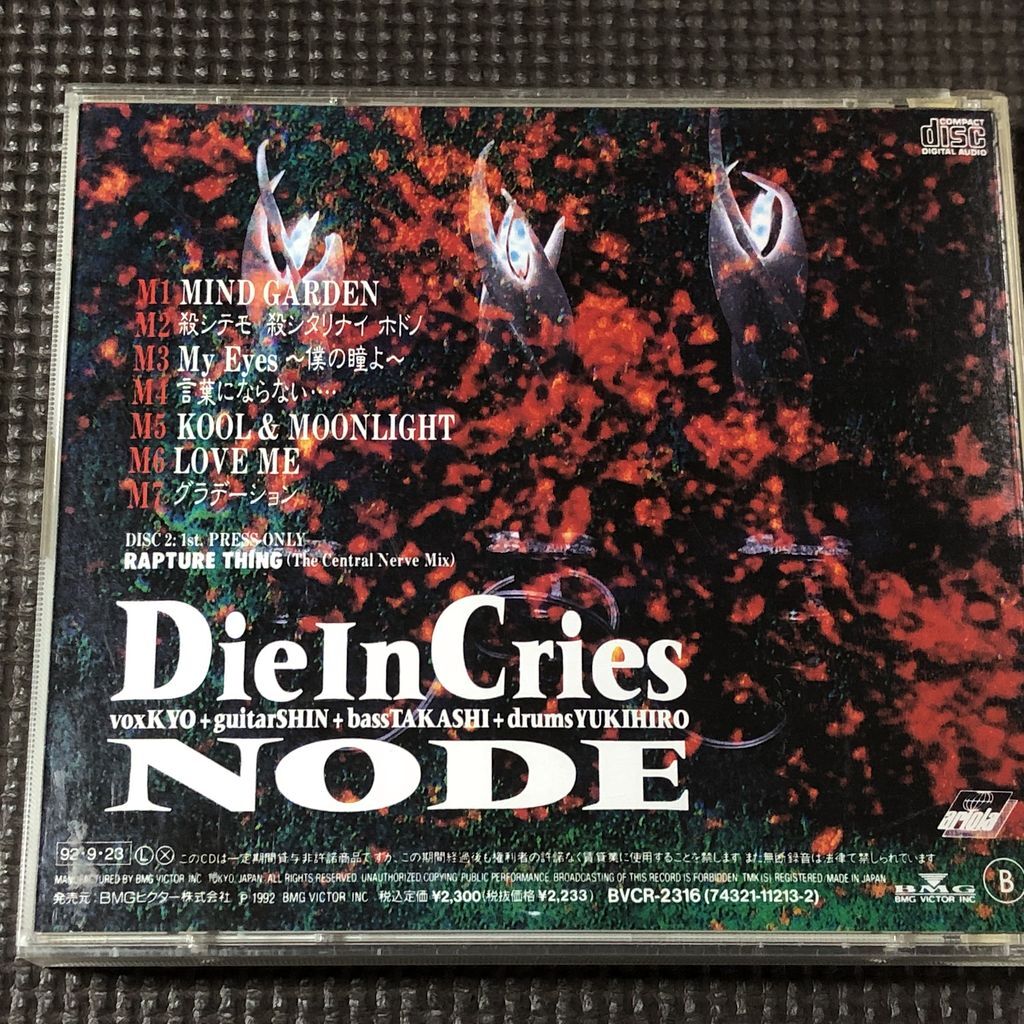 COMPACT
disc
DIGITAL AUDIO
M1 MIND GARDEN
M2 殺シテモ 殺シタリナイ ホドノ
M3 My Eyes ～僕の瞳よ～
M4 言葉にならない‥‥
M5 KOOL & MOONLIGHT
M6 LOVE ME
M7 グラデーション
DISC 2: 1st. PRESS ONLY
RAPTURE THING (The Central Nerve Mix)
DieInCries
voxKYO+guitarSHIN+bassTAKASHI+drumsYUKIHIRO
NODE
ariola
92・9・23 Ⓛ Ⓧ このCDは一定期間貸与非許諾商品ですが、この期間経過後も権利者の許諾なく賃貸業に使用することを禁します また無断録音は法律で禁しられています
MANUFACTURED BY BMG VICTOR INC TOKYO, JAPAN. ALL RIGHTS RESERVED. UNAUTHORIZED COPYING PUBLIC PERFORMANCE. BROADCASTING OF THIS RECORD IS FORBIDDEN TMK(S) REGISTERED/MADE IN JAPAN
発売元:BMGビクター株式会社 Ⓟ 1992 BMG VICTOR INC 税込定価 ¥2,300(税抜価格 ¥2,233) BVCR-2316 (74321-11213-2)
BMG
BMG VICTOR INC
B